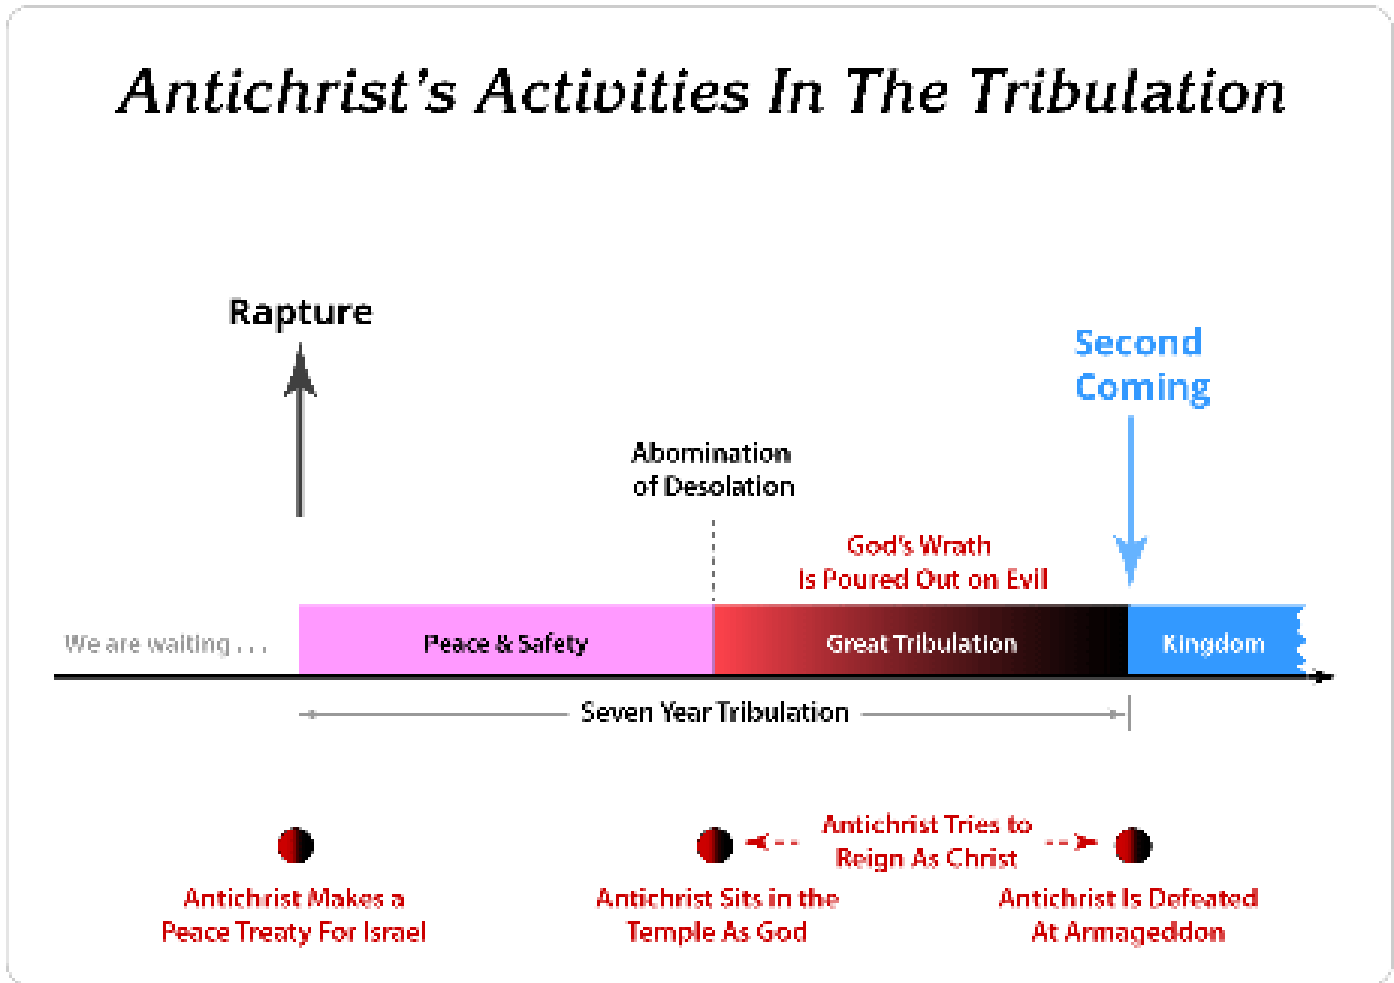 Antichrist's Activities In The Tribulation
Rapture
Second
Coming
Abomination
of Desolation
God's Wrath
Is Poured Out on Evil
We are waiting . . .
Peace & Safety
Great Tribulation
Kingdom
Seven Year Tribulation
Antichrist Tries to
Reign As Christ
Antichrist Makes a
Peace Treaty For Israel
Antichrist Sits in the
Temple As God
Antichrist Is Defeated
At Armageddon